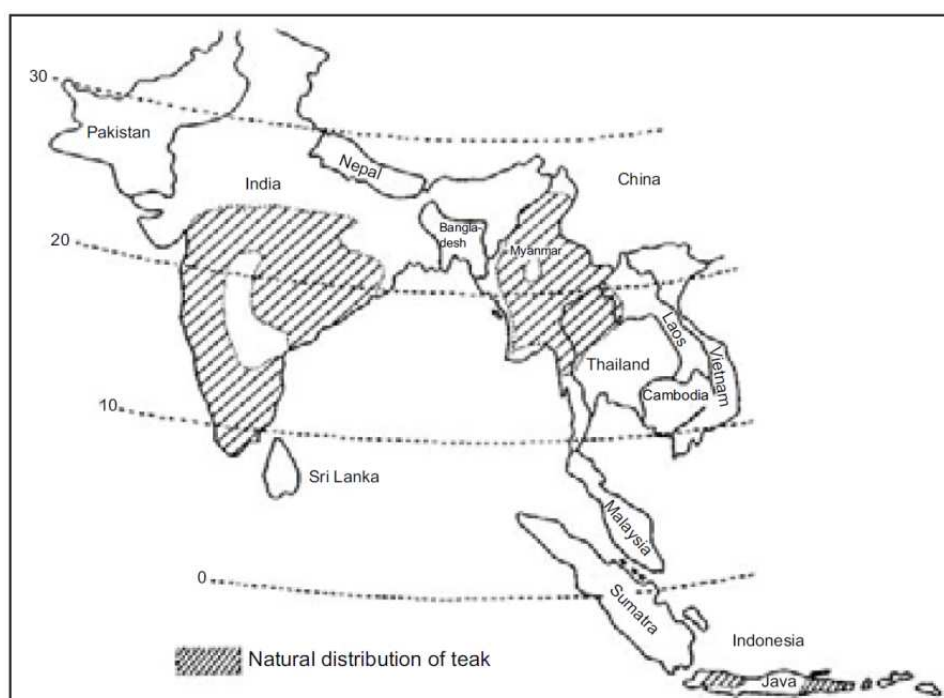 30
Pakistan
Nepal
India
China
20
Bangla-
desh
Myanmar
Laos
Vietnam
Thailand
Cambodia
10
Sri Lanka
Malaysia
0
Sumatra
Indonesia
Natural distribution of teak
Java